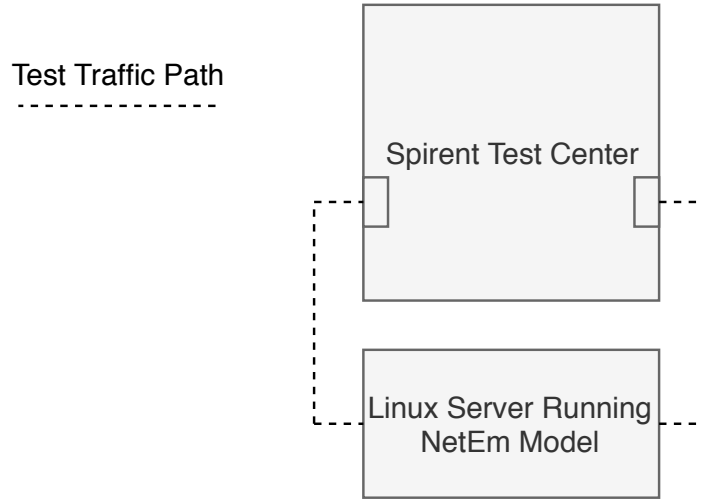 Test Traffic Path
Spirent Test Center
Linux Server Running
NetEm Model